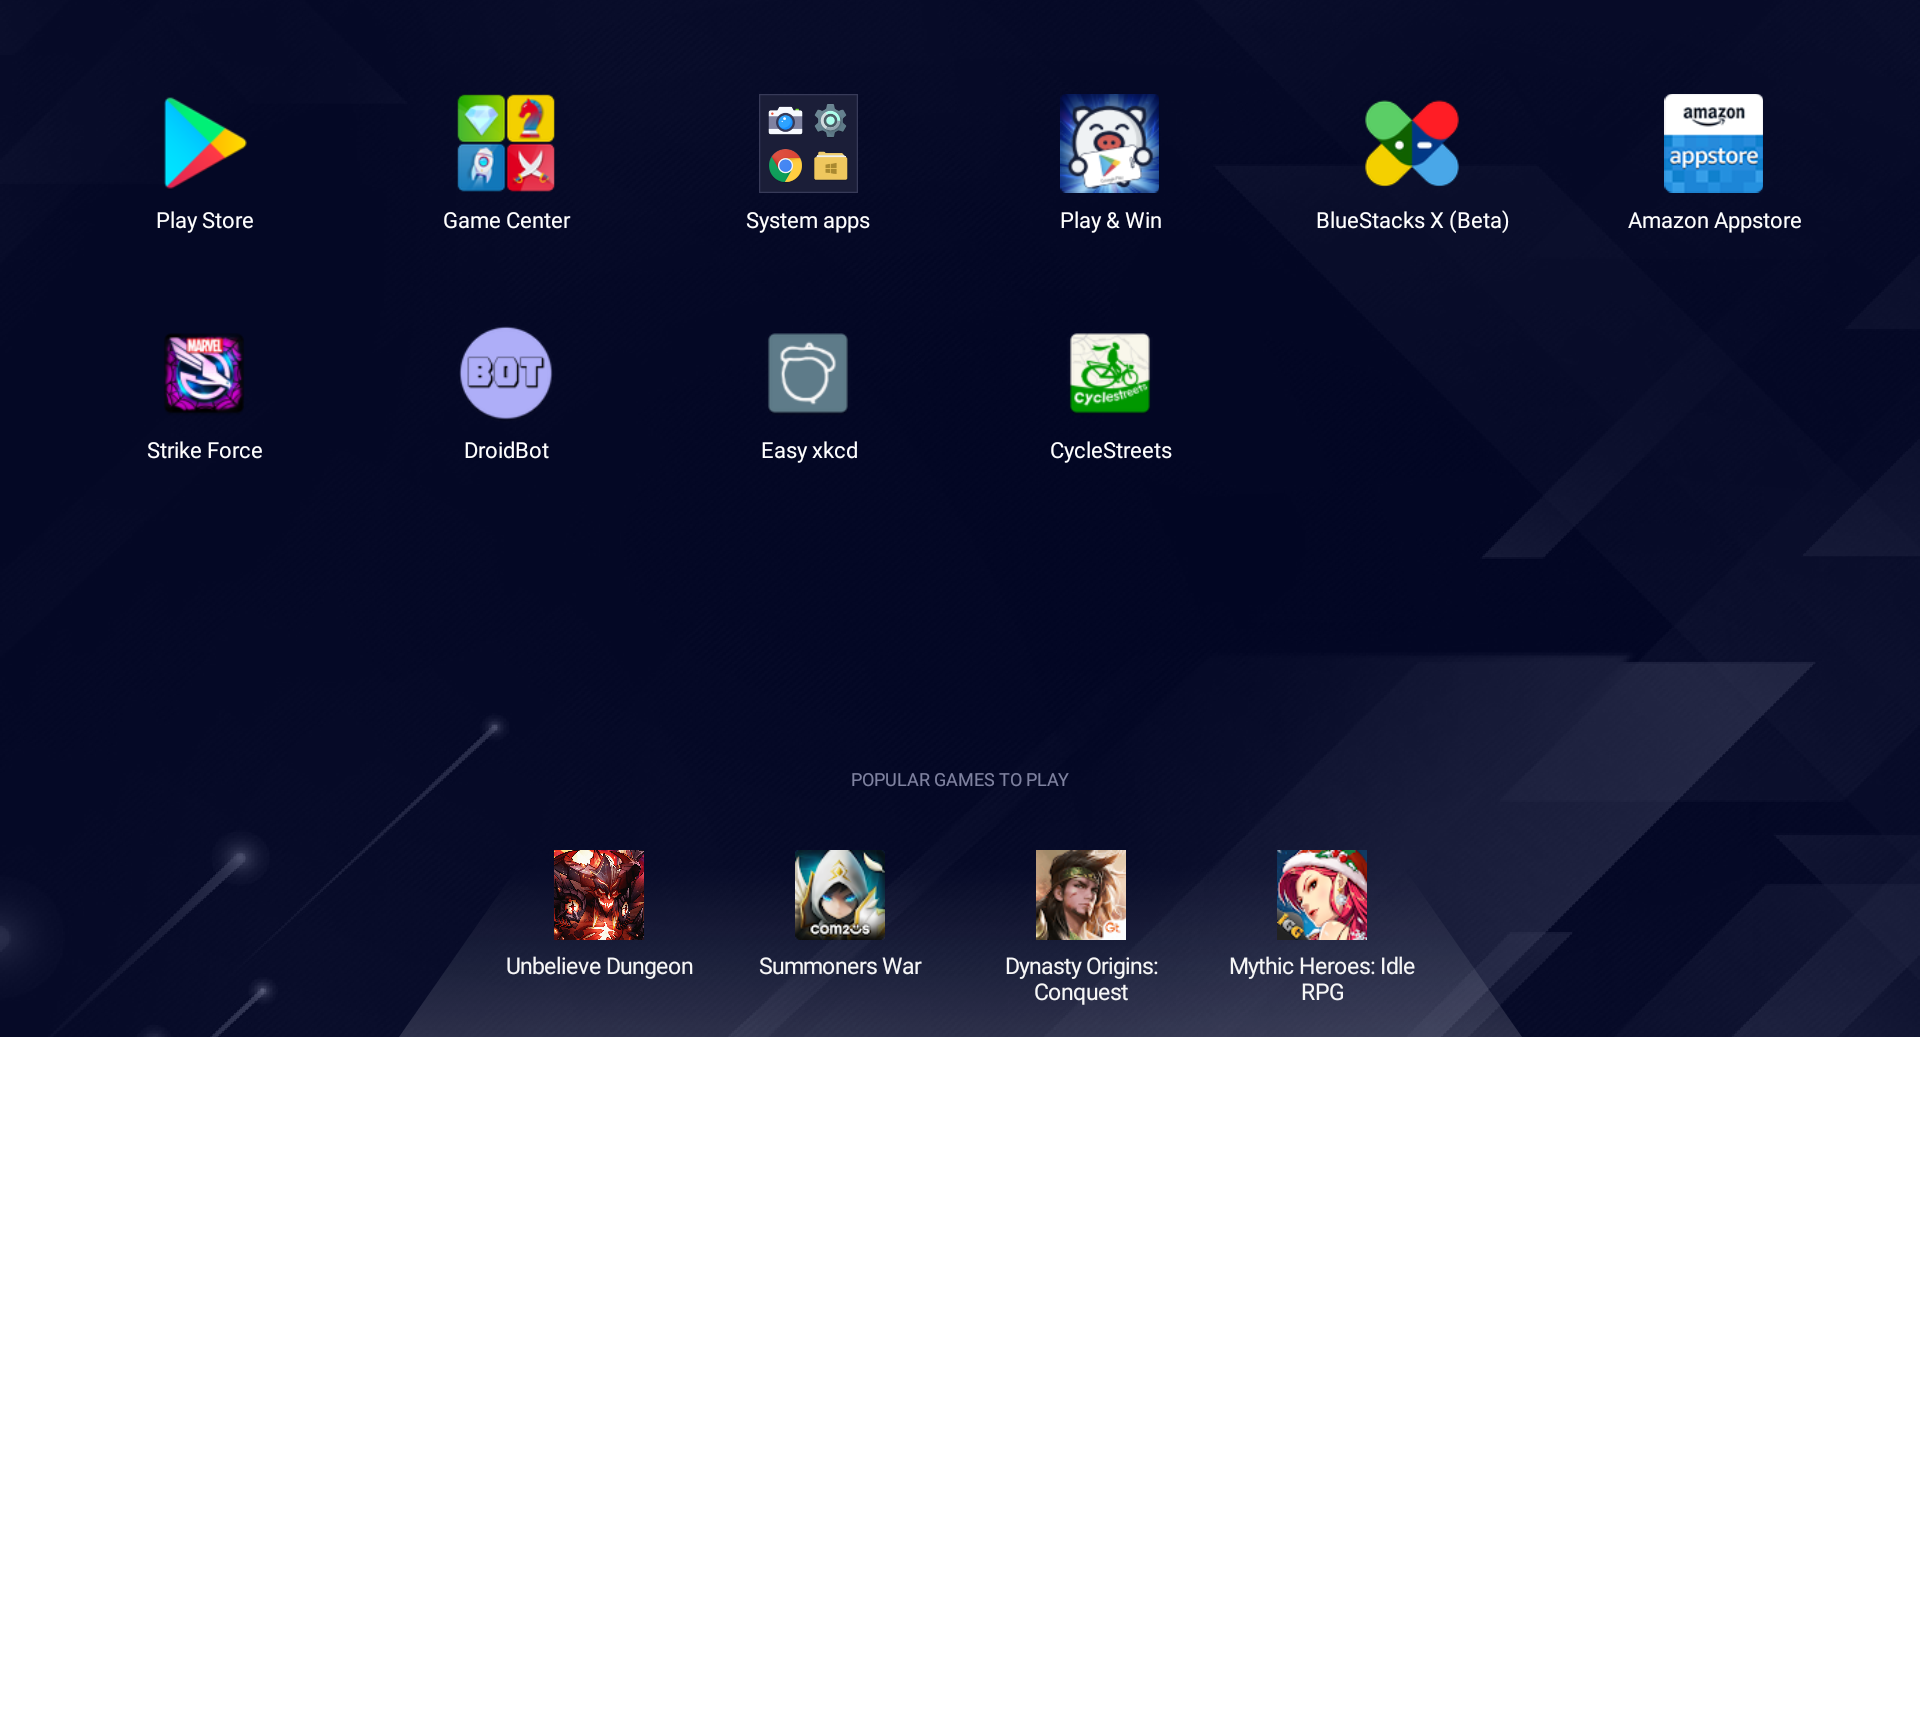 amazon
appstore
Play Store
Game Center
System apps
Play & Win
BlueStacks X (Beta)
Amazon Appstore
MARVEL
BOT
Cyclestreets
Strike Force
DroidBot
Easy xkcd
CycleStreets
POPULAR GAMES TO PLAY
COM2US
Gt
IGG
Unbelieve Dungeon
Summoners War
Dynasty Origins:
Conquest
Mythic Heroes: Idle
RPG